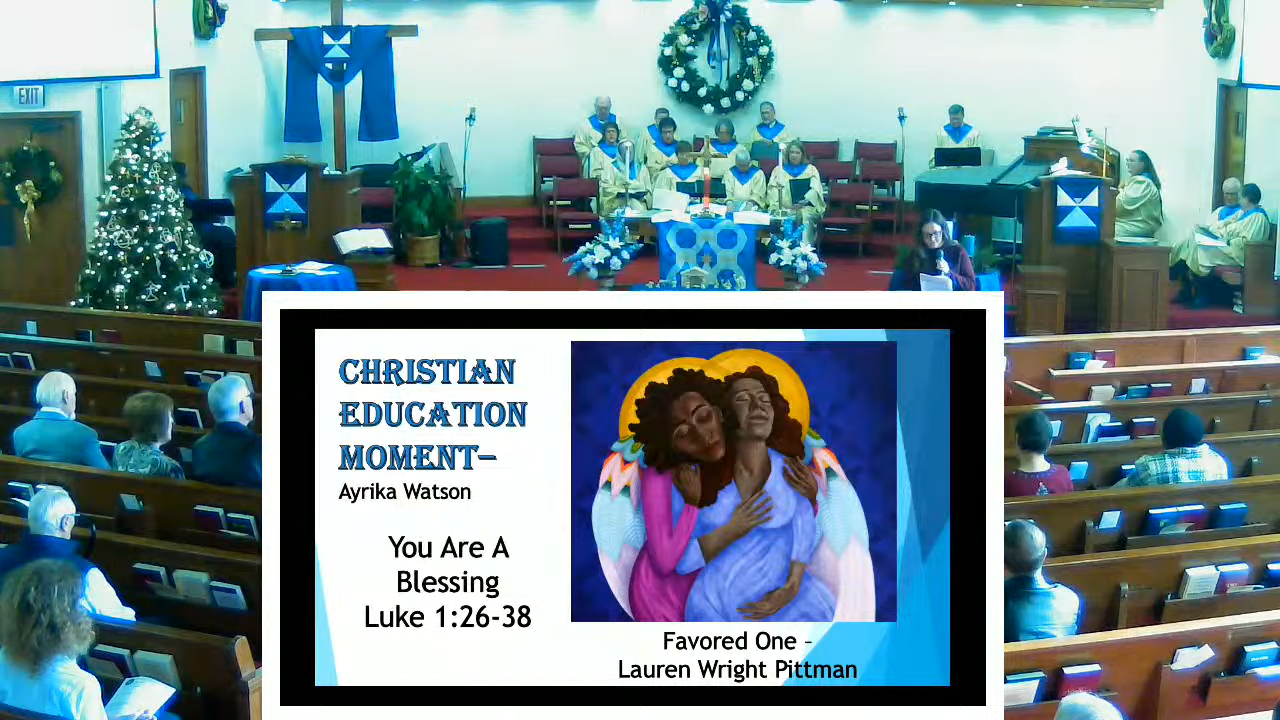 EXIT
CHRISTIAN
EDUCATION
MOMENT–
Ayrika Watson
You Are A
Blessing
Luke 1:26-38
Favored One –
Lauren Wright Pittman